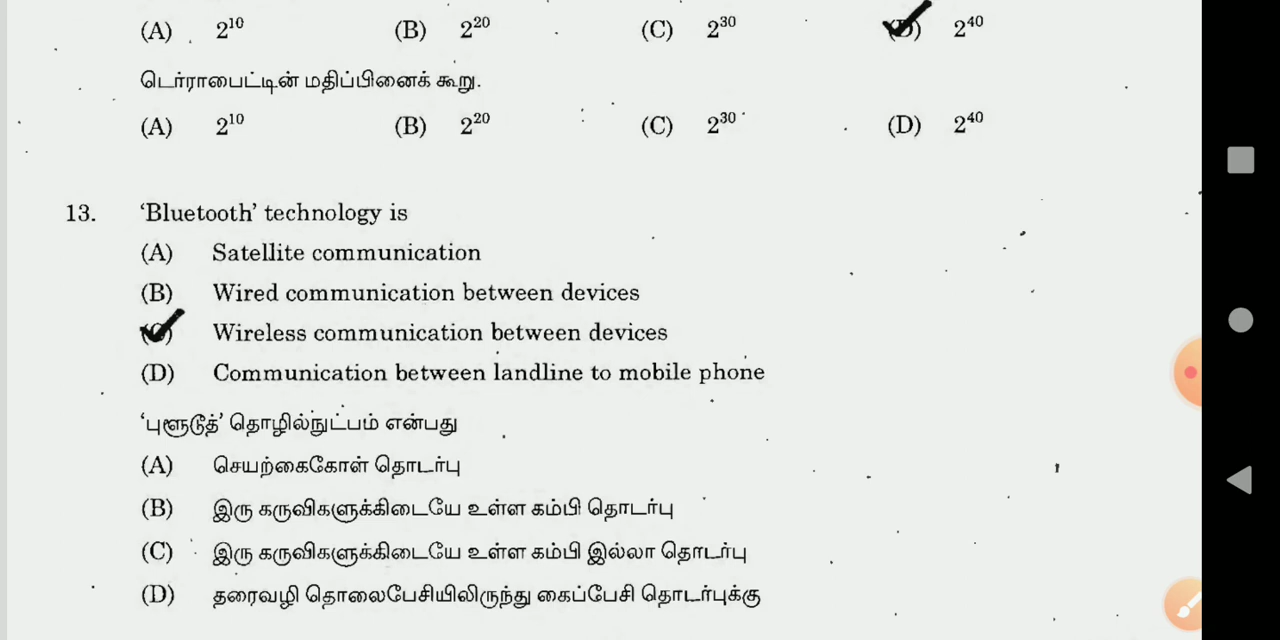 (A) 2¹⁰ (B) 2²⁰ (C) 2³⁰ (D) 2⁴⁰
டெர்ராபைட்டின் மதிப்பினைக் கூறு.
(A) 2¹⁰ (B) 2²⁰ (C) 2³⁰ (D) 2⁴⁰
13. ‘Bluetooth’ technology is
(A) Satellite communication
(B) Wired communication between devices
(C) Wireless communication between devices
(D) Communication between landline to mobile phone
‘புளூடூத்’ தொழில்நுட்பம் என்பது
(A) செயற்கைகோள் தொடர்பு
(B) இரு கருவிகளுக்கிடையே உள்ள கம்பி தொடர்பு
(C) இரு கருவிகளுக்கிடையே உள்ள கம்பி இல்லா தொடர்பு
(D) தரைவழி தொலைபேசியிலிருந்து கைப்பேசி தொடர்புக்கு